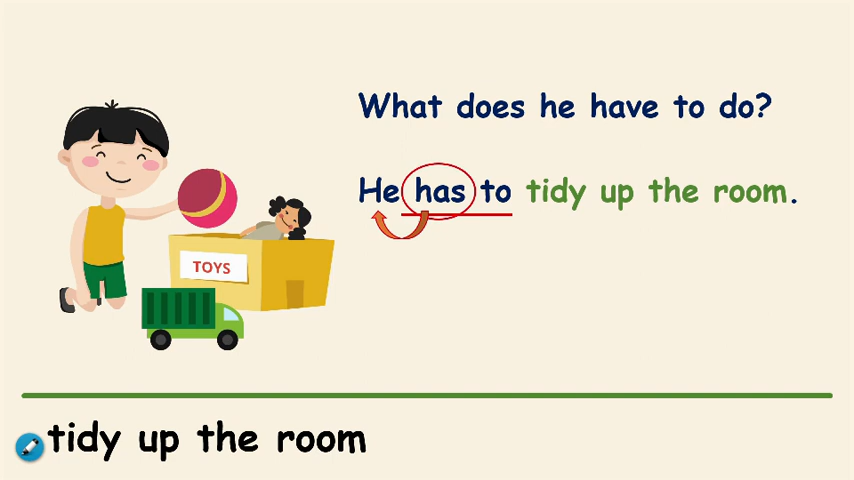 What does he have to do?
He has to tidy up the room.
TOYS
tidy up the room